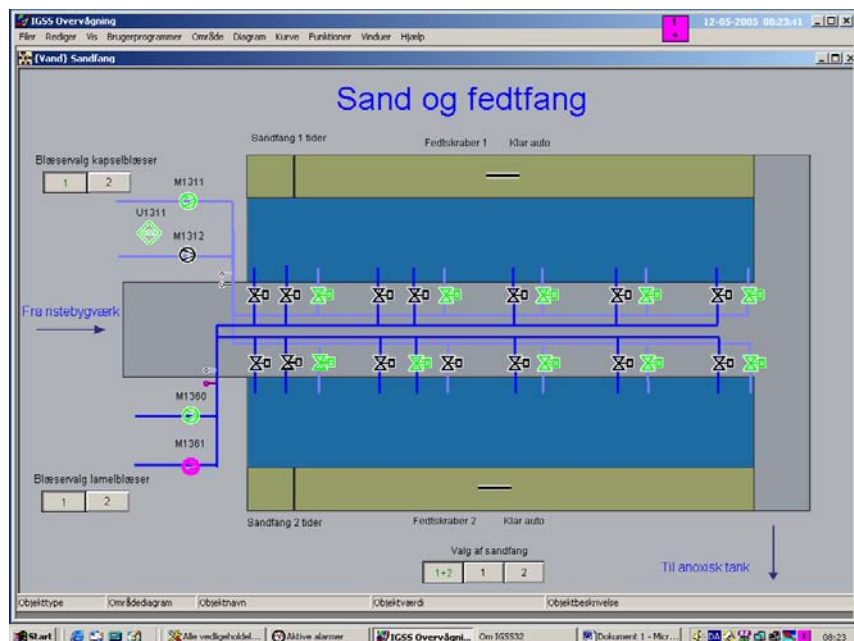 IGSS Overvågning
1
12-05-2005 08:23:41
Filer Rediger Vis Brugerprogrammer Område Diagram Kurve Funktioner Vinduer Hjælp
(Vand) Sandfang
Sand og fedtfang
Sandfang 1 tider
Fedtskraber 1 Klar auto
Blæservalg kapselblæser
1 2
M1311
U1311
M1312
Fra ristebygværk
M1360
M1361
Blæservalg lamelblæser
1 2
Sandfang 2 tider
Fedtskraber 2 Klar auto
Valg af sandfang
1+2 1 2
Til anoxisk tank
Objekttype Områdediagram Objektnavn Objektværdi Objektbeskrivelse
Start Alle vedligeholdel... Aktive alarmer IGSS Overvågni... Om IGSS32 Dokument 1 - Micr... DA 08:23